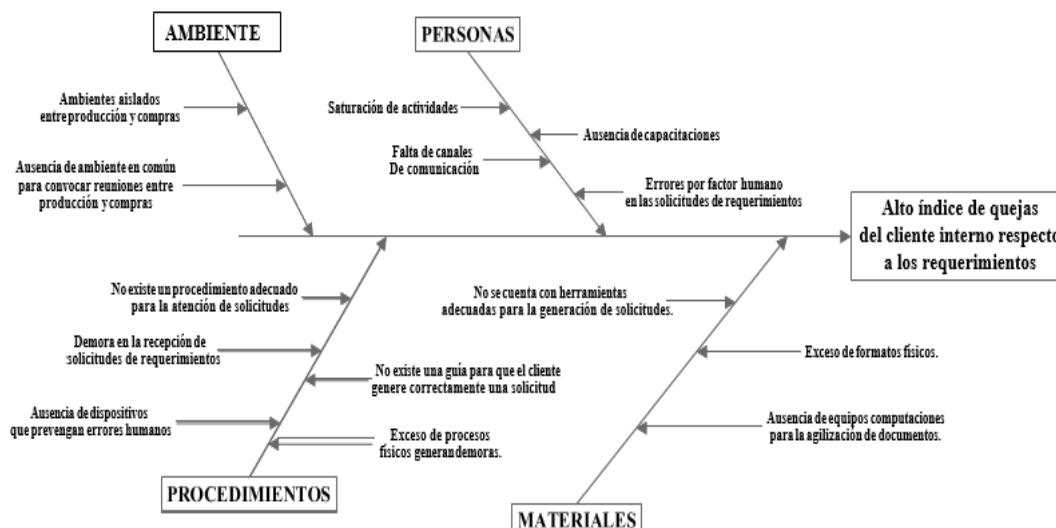 AMBIENTE
PERSONAS
Ambientes aislados
entre producción y compras
Saturación de actividades
Ausencia de capacitaciones
Falta de canales
De comunicación
Ausencia de ambiente en común
para convocar reuniones entre
producción y compras
Errores por factor humano
en las solicitudes de requerimientos
Alto índice de quejas
del cliente interno respecto
a los requerimientos
No existe un procedimiento adecuado
para la atención de solicitudes
No se cuenta con herramientas
adecuadas para la generación de solicitudes.
Demora en la recepción de
solicitudes de requerimientos
Exceso de formatos físicos.
No existe una guía para que el cliente
genere correctamente una solicitud
Ausencia de dispositivos
que prevengan errores humanos
Ausencia de equipos computaciones
para la agilización de documentos.
Exceso de procesos
físicos generan demoras.
PROCEDIMIENTOS
MATERIALES